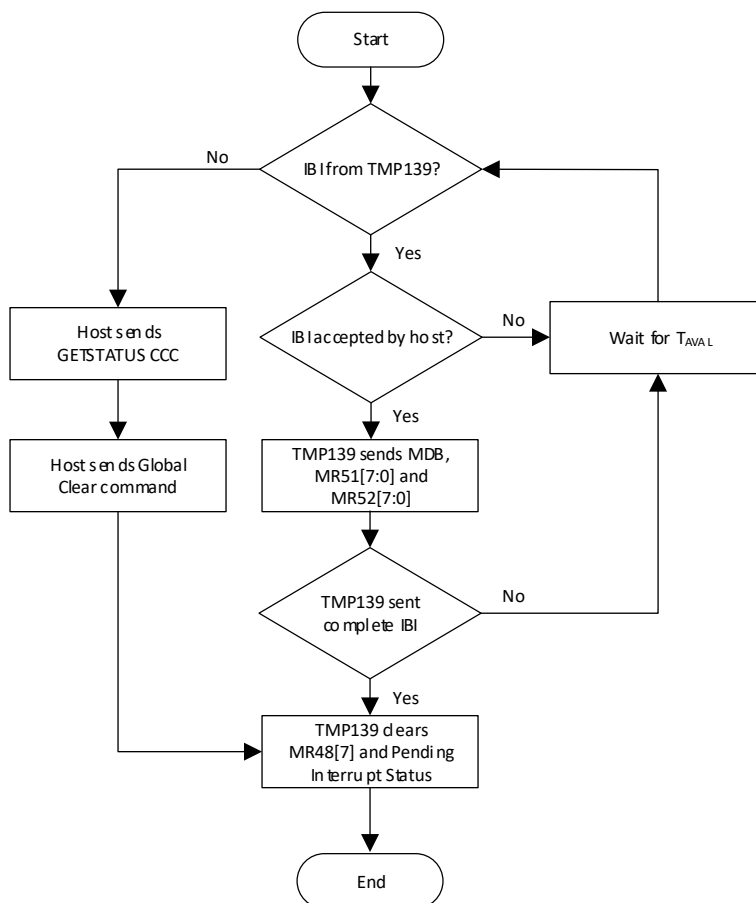 Start
No
IBI from TMP139?
Yes
Host sends
GETSTATUS CCC
IBI accepted by host?
No
Wait for TAVAL
Yes
Host sends Global
Clear command
TMP139 sends MDB,
MR51[7:0] and
MR52[7:0]
TMP139 sent
complete IBI
No
Yes
TMP139 clears
MR48[7] and Pending
Interrupt Status
End